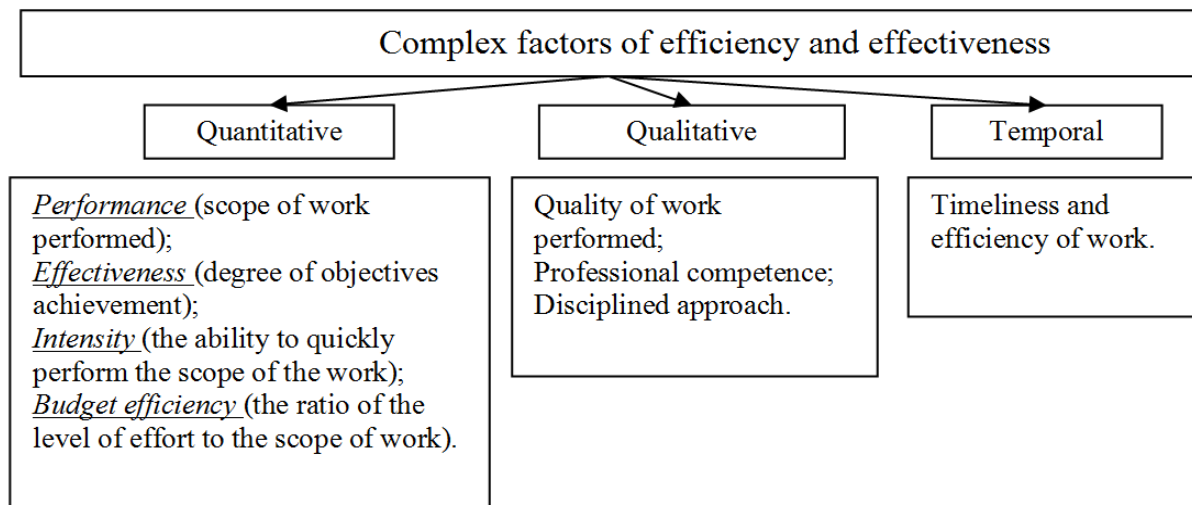 Complex factors of efficiency and effectiveness
Quantitative
Qualitative
Temporal
Performance (scope of work
performed);
Effectiveness (degree of objectives
achievement);
Intensity (the ability to quickly
perform the scope of the work);
Budget efficiency (the ratio of the
level of effort to the scope of work).
Quality of work
performed;
Professional competence;
Disciplined approach.
Timeliness and
efficiency of work.